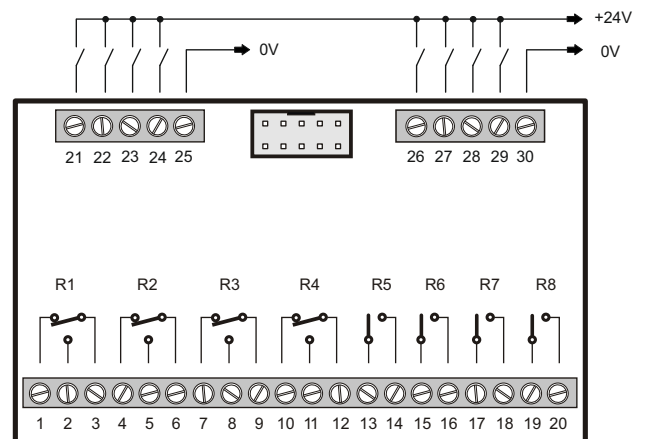 +24V
0V 0V
21 22 23 24 25 26 27 28 29 30
R1 R2 R3 R4 R5 R6 R7 R8
1 2 3 4 5 6 7 8 9 10 11 12 13 14 15 16 17 18 19 20